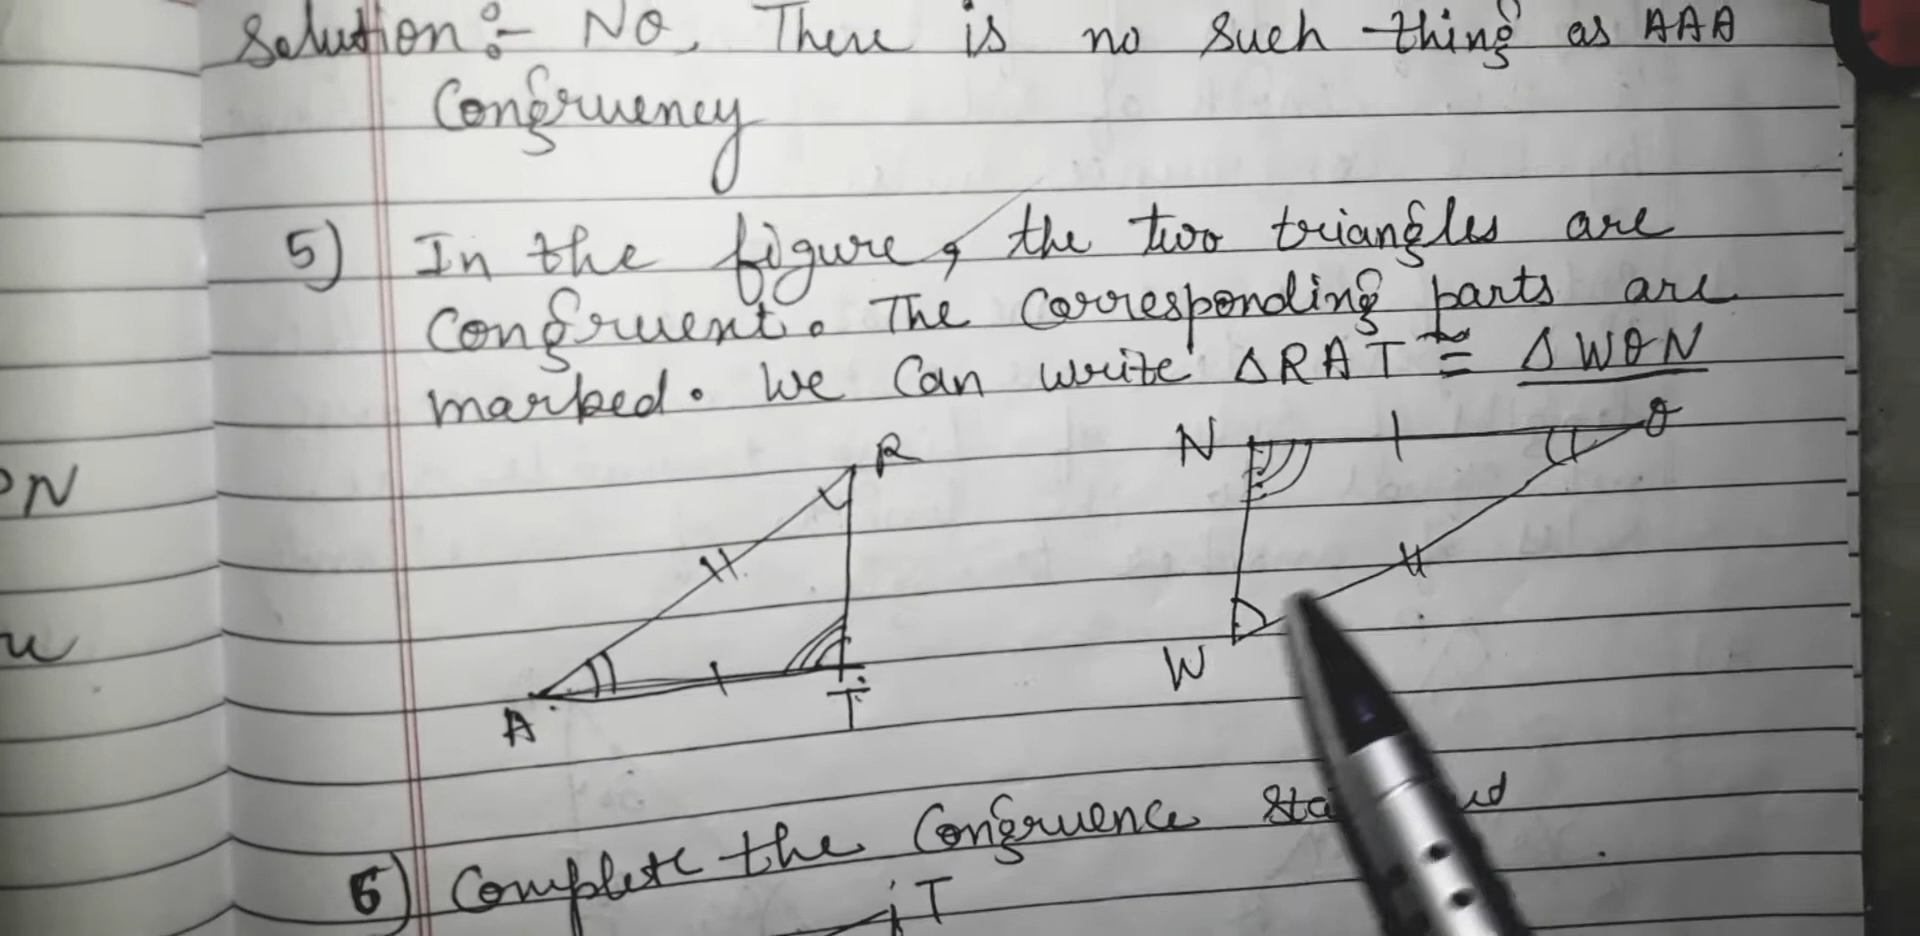 Solution:- No, There is no such thing as AAA
Congruency
5) In the figure, the two triangles are
Congruent. The Corresponding parts are
marked. We Can write ΔRAT ≅ ΔWON
R
N
O
A
T
W
6) Complete the Congruence
T
N